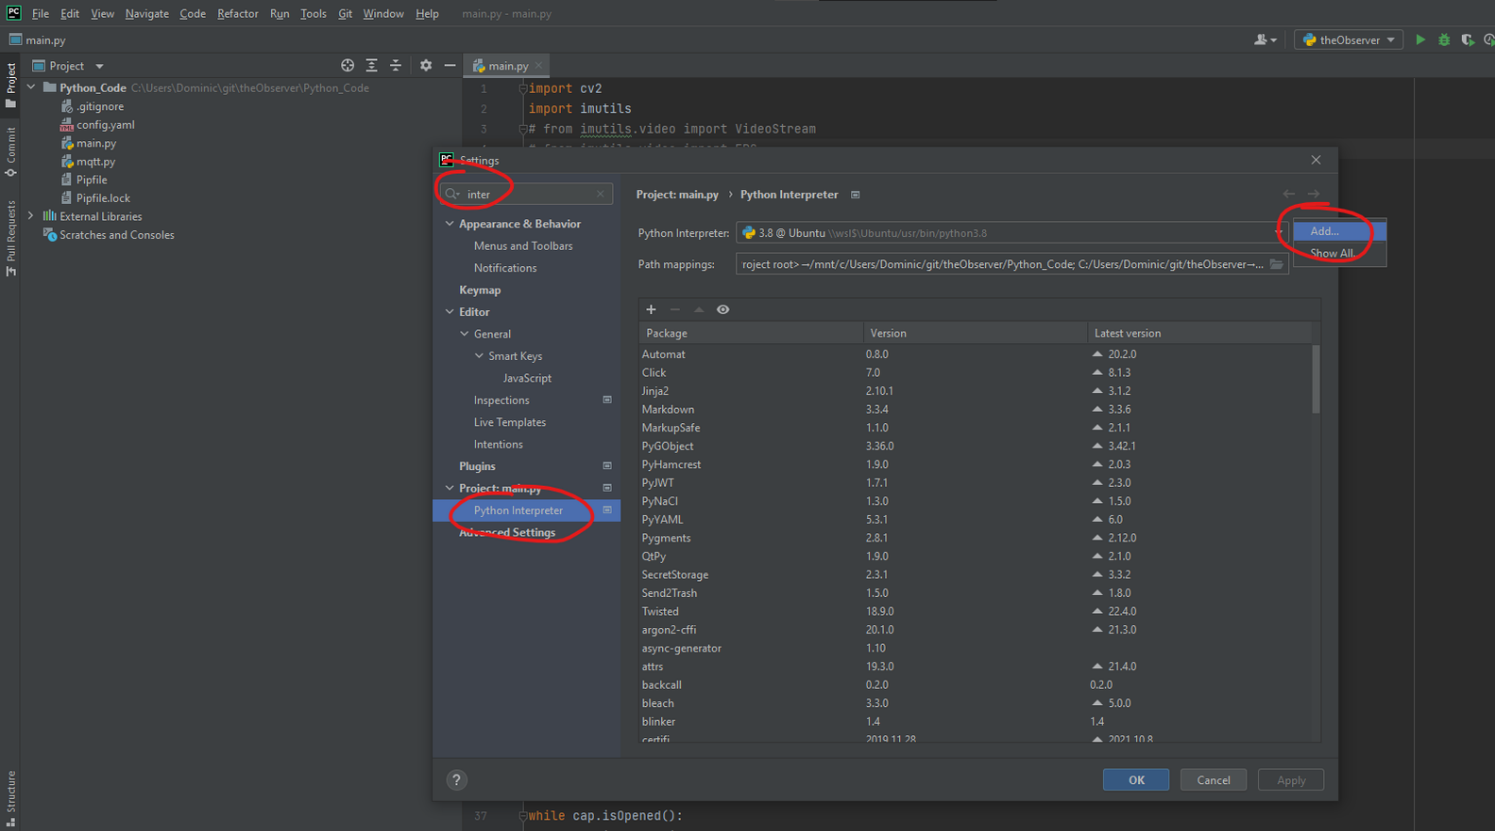 PC File Edit View Navigate Code Refactor Run Tools Git Window Help main.py - main.py
main.py theObserver
Project main.py
Project
Commit
Pull Requests
Structure
Python_Code C:\Users\Dominic\git\theObserver\Python_Code
.gitignore
config.yaml
main.py
mqtt.py
Pipfile
Pipfile.lock
External Libraries
Scratches and Consoles
1 import cv2
2 import imutils
3 # from imutils.video import VideoStream
PC Settings
inter
Appearance & Behavior
Menus and Toolbars
Notifications
Keymap
Editor
General
Smart Keys
JavaScript
Inspections
Live Templates
Intentions
Plugins
Project: main.py
Python Interpreter
Advanced Settings
Project: main.py › Python Interpreter
Python Interpreter: 3.8 @ Ubuntu \\wsl$\Ubuntu/usr/bin/python3.8
Add...
Show All...
Path mappings: roject root>→/mnt/c/Users/Dominic/git/theObserver/Python_Code; C:/Users/Dominic/git/theObserver→...
Package Version Latest version
Automat 0.8.0 20.2.0
Click 7.0 8.1.3
Jinja2 2.10.1 3.1.2
Markdown 3.3.4 3.3.6
MarkupSafe 1.1.0 2.1.1
PyGObject 3.36.0 3.42.1
PyHamcrest 1.9.0 2.0.3
PyJWT 1.7.1 2.3.0
PyNaCl 1.3.0 1.5.0
PyYAML 5.3.1 6.0
Pygments 2.8.1 2.12.0
QtPy 1.9.0 2.1.0
SecretStorage 2.3.1 3.3.2
Send2Trash 1.5.0 1.8.0
Twisted 18.9.0 22.4.0
argon2-cffi 20.1.0 21.3.0
async-generator 1.10
attrs 19.3.0 21.4.0
backcall 0.2.0 0.2.0
bleach 3.3.0 5.0.0
blinker 1.4 1.4
certifi 2019.11.28 2021.10.8
? OK Cancel Apply
37 while cap.isOpened():